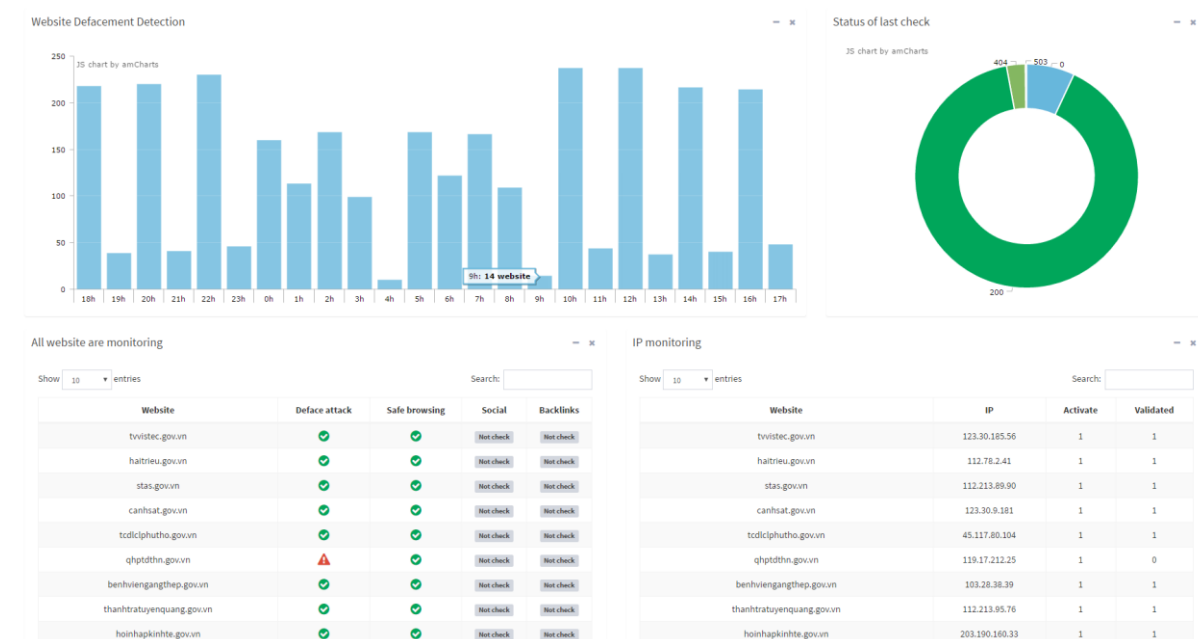 Website Defacement Detection
Status of last check
JS chart by amCharts
250
200
150
100
50
0
18h 19h 20h 21h 22h 23h 0h 1h 2h 3h 4h 5h 6h 7h 8h 9h 10h 11h 12h 13h 14h 15h 16h 17h
9h: 14 website
JS chart by amCharts
404 503 0
200
All website are monitoring
Show 10 entries Search:
Website Deface attack Safe browsing Social Backlinks
tvvistec.gov.vn Not check Not check
haitrieu.gov.vn Not check Not check
stas.gov.vn Not check Not check
canhsat.gov.vn Not check Not check
tcdlclphutho.gov.vn Not check Not check
qhptdthn.gov.vn Not check Not check
benhviengangthep.gov.vn Not check Not check
thanhtratuyenquang.gov.vn Not check Not check
hoinhapkinhte.gov.vn Not check Not check
IP monitoring
Show 10 entries Search:
Website IP Activate Validated
tvvistec.gov.vn 123.30.185.56 1 1
haitrieu.gov.vn 112.78.2.41 1 1
stas.gov.vn 112.213.89.90 1 1
canhsat.gov.vn 123.30.9.181 1 1
tcdlclphutho.gov.vn 45.117.80.104 1 1
qhptdthn.gov.vn 119.17.212.25 1 0
benhviengangthep.gov.vn 103.28.38.39 1 1
thanhtratuyenquang.gov.vn 112.213.95.76 1 1
hoinhapkinhte.gov.vn 203.190.160.33 1 1